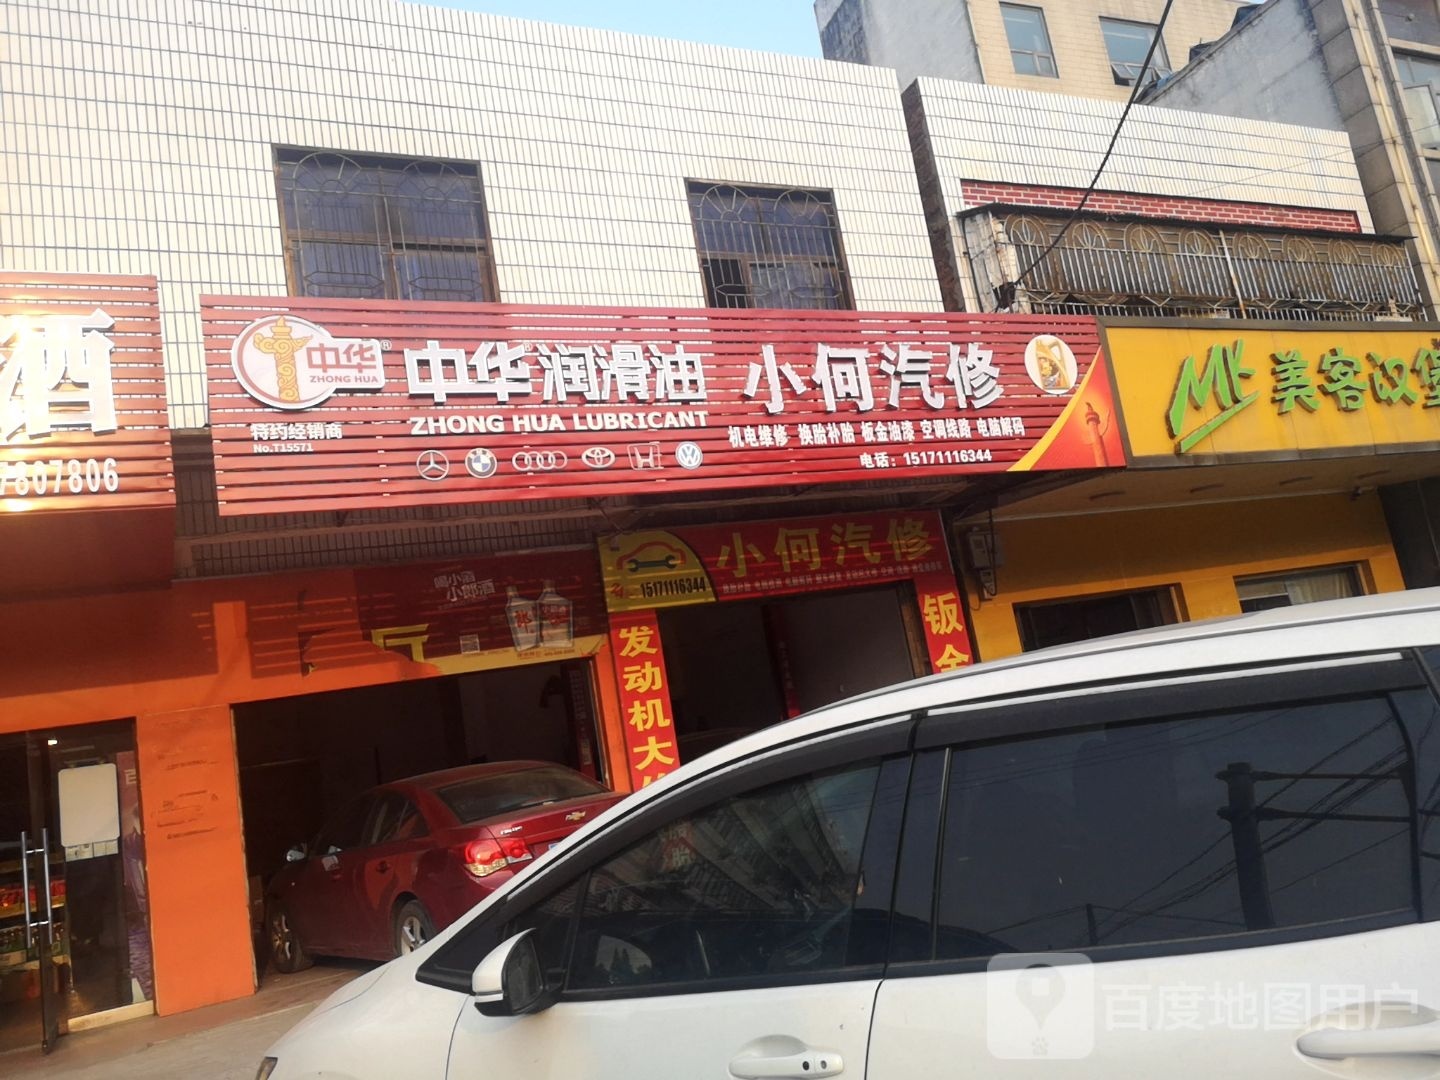 酒
7807806
中华
ZHONG HUA
特约经销商
No.T15571
中华润滑油
ZHONG HUA LUBRICANT
小何汽修
机电维修 换胎补胎 板金油漆 空调线路 电脑解码
电话：15171116344
MK 美客汉堡
喝小酒
小郎酒
小何汽修
15171116344
发动机大
钣金
百度地图用户